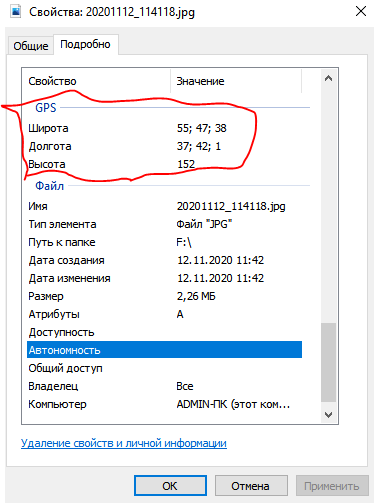 Свойства: 20201112_114118.jpg
Общие Подробно
Свойство Значение
GPS
Широта 55; 47; 38
Долгота 37; 42; 1
Высота 152
Файл
Имя 20201112_114118.jpg
Тип элемента Файл "JPG"
Путь к папке F:\
Дата создания 12.11.2020 11:42
Дата изменения 12.11.2020 11:42
Размер 2,26 МБ
Атрибуты A
Доступность
Автономность
Общий доступ
Владелец Все
Компьютер ADMIN-ПК (этот ком...
Удаление свойств и личной информации
ОК Отмена Применить